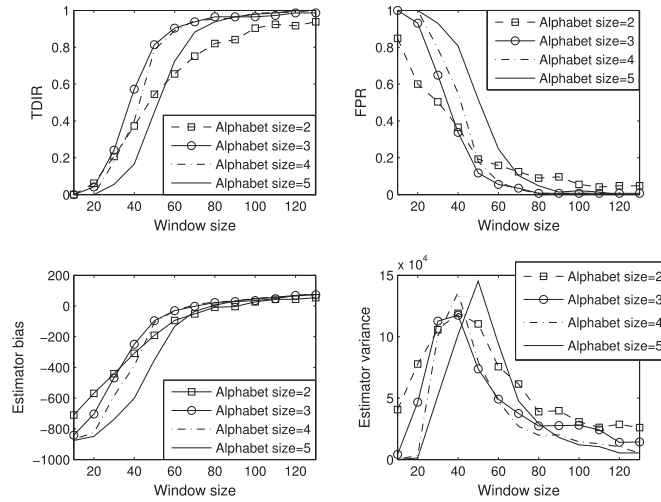 1
0.8
0.6
0.4
0.2
0
TDIR
20 40 60 80 100 120
Window size
Alphabet size=2
Alphabet size=3
Alphabet size=4
Alphabet size=5
1
0.8
0.6
0.4
0.2
0
FPR
20 40 60 80 100 120
Window size
Alphabet size=2
Alphabet size=3
Alphabet size=4
Alphabet size=5
200
0
−200
−400
−600
−800
−1000
Estimator bias
20 40 60 80 100 120
Window size
Alphabet size=2
Alphabet size=3
Alphabet size=4
Alphabet size=5
x 10^4
15
10
5
0
Estimator variance
20 40 60 80 100 120
Window size
Alphabet size=2
Alphabet size=3
Alphabet size=4
Alphabet size=5